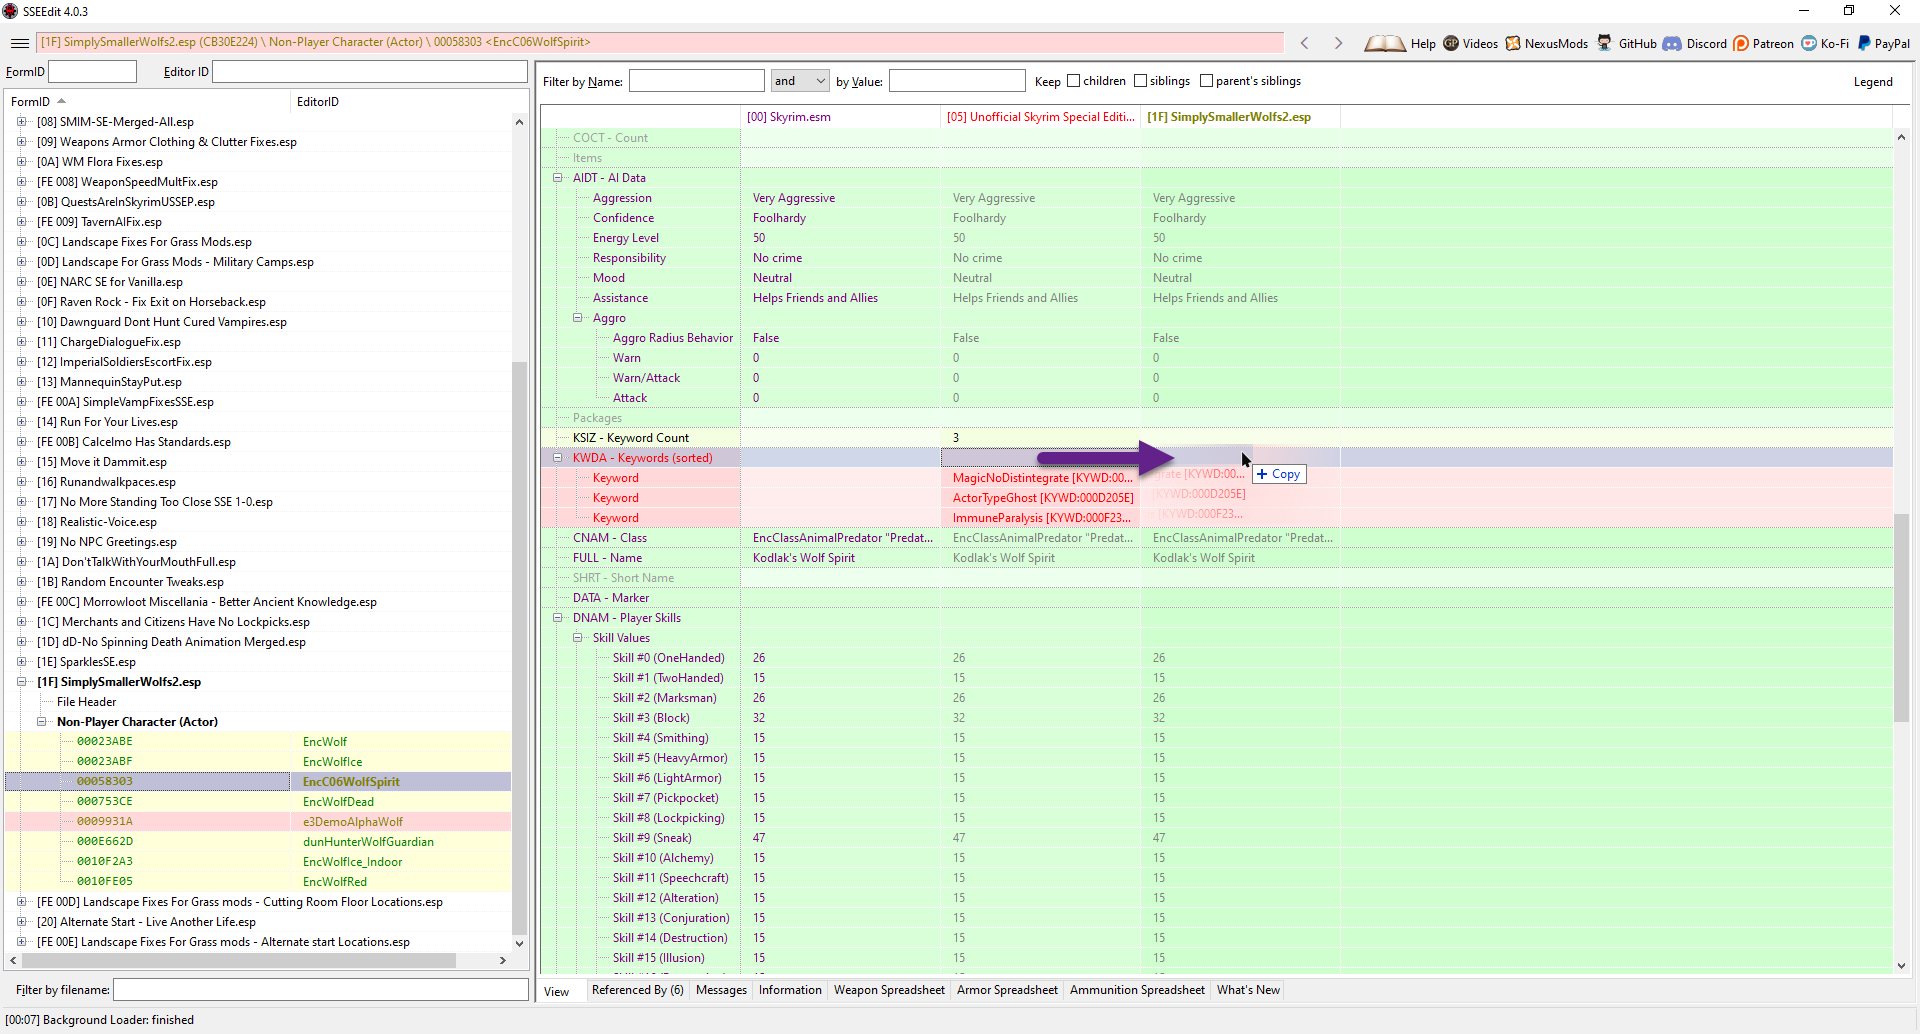 SSEEdit 4.0.3
[1F] SimplySmallerWolfs2.esp (CB30E224) \ Non-Player Character (Actor) \ 00058303 <EncC06WolfSpirit>
Help Videos NexusMods GitHub Discord Patreon Ko-Fi PayPal
FormID Editor ID
FormID EditorID
[08] SMIM-SE-Merged-All.esp
[09] Weapons Armor Clothing & Clutter Fixes.esp
[0A] WM Flora Fixes.esp
[FE 008] WeaponSpeedMultFix.esp
[0B] QuestsAreInSkyrimUSSEP.esp
[FE 009] TavernAIFix.esp
[0C] Landscape Fixes For Grass Mods.esp
[0D] Landscape For Grass Mods - Military Camps.esp
[0E] NARC SE for Vanilla.esp
[0F] Raven Rock - Fix Exit on Horseback.esp
[10] Dawnguard Dont Hunt Cured Vampires.esp
[11] ChargeDialogueFix.esp
[12] ImperialSoldiersEscortFix.esp
[13] MannequinStayPut.esp
[FE 00A] SimpleVampFixesSSE.esp
[14] Run For Your Lives.esp
[FE 00B] Calcelmo Has Standards.esp
[15] Move it Dammit.esp
[16] Runandwalkpaces.esp
[17] No More Standing Too Close SSE 1-0.esp
[18] Realistic-Voice.esp
[19] No NPC Greetings.esp
[1A] Don'tTalkWithYourMouthFull.esp
[1B] Random Encounter Tweaks.esp
[FE 00C] Morrowloot Miscellania - Better Ancient Knowledge.esp
[1C] Merchants and Citizens Have No Lockpicks.esp
[1D] dD-No Spinning Death Animation Merged.esp
[1E] SparklesSE.esp
[1F] SimplySmallerWolfs2.esp
File Header
Non-Player Character (Actor)
00023ABE EncWolf
00023ABF EncWolfIce
00058303 EncC06WolfSpirit
000753CE EncWolfDead
0009931A e3DemoAlphaWolf
000E662D dunHunterWolfGuardian
0010F2A3 EncWolfIce_Indoor
0010FE05 EncWolfRed
[FE 00D] Landscape Fixes For Grass mods - Cutting Room Floor Locations.esp
[20] Alternate Start - Live Another Life.esp
[FE 00E] Landscape Fixes For Grass mods - Alternate start Locations.esp
Filter by filename:
Filter by Name: and by Value: Keep children siblings parent's siblings Legend
[00] Skyrim.esm [05] Unofficial Skyrim Special Editi... [1F] SimplySmallerWolfs2.esp
COCT - Count
Items
AIDT - AI Data
Aggression Very Aggressive Very Aggressive Very Aggressive
Confidence Foolhardy Foolhardy Foolhardy
Energy Level 50 50 50
Responsibility No crime No crime No crime
Mood Neutral Neutral Neutral
Assistance Helps Friends and Allies Helps Friends and Allies Helps Friends and Allies
Aggro
Aggro Radius Behavior False False False
Warn 0 0 0
Warn/Attack 0 0 0
Attack 0 0 0
Packages
KSIZ - Keyword Count 3
KWDA - Keywords (sorted)
Keyword MagicNoDistintegrate [KYWD:00... grate [KYWD:00...
+ Copy
Keyword ActorTypeGhost [KYWD:000D205E] [KYWD:000D205E]
Keyword ImmuneParalysis [KYWD:000F23... [KYWD:000F23...
CNAM - Class EncClassAnimalPredator "Predat... EncClassAnimalPredator "Predat... EncClassAnimalPredator "Predat...
FULL - Name Kodlak's Wolf Spirit Kodlak's Wolf Spirit Kodlak's Wolf Spirit
SHRT - Short Name
DATA - Marker
DNAM - Player Skills
Skill Values
Skill #0 (OneHanded) 26 26 26
Skill #1 (TwoHanded) 15 15 15
Skill #2 (Marksman) 26 26 26
Skill #3 (Block) 32 32 32
Skill #4 (Smithing) 15 15 15
Skill #5 (HeavyArmor) 15 15 15
Skill #6 (LightArmor) 15 15 15
Skill #7 (Pickpocket) 15 15 15
Skill #8 (Lockpicking) 15 15 15
Skill #9 (Sneak) 47 47 47
Skill #10 (Alchemy) 15 15 15
Skill #11 (Speechcraft) 15 15 15
Skill #12 (Alteration) 15 15 15
Skill #13 (Conjuration) 15 15 15
Skill #14 (Destruction) 15 15 15
Skill #15 (Illusion) 15 15 15
View Referenced By (6) Messages Information Weapon Spreadsheet Armor Spreadsheet Ammunition Spreadsheet What's New
[00:07] Background Loader: finished